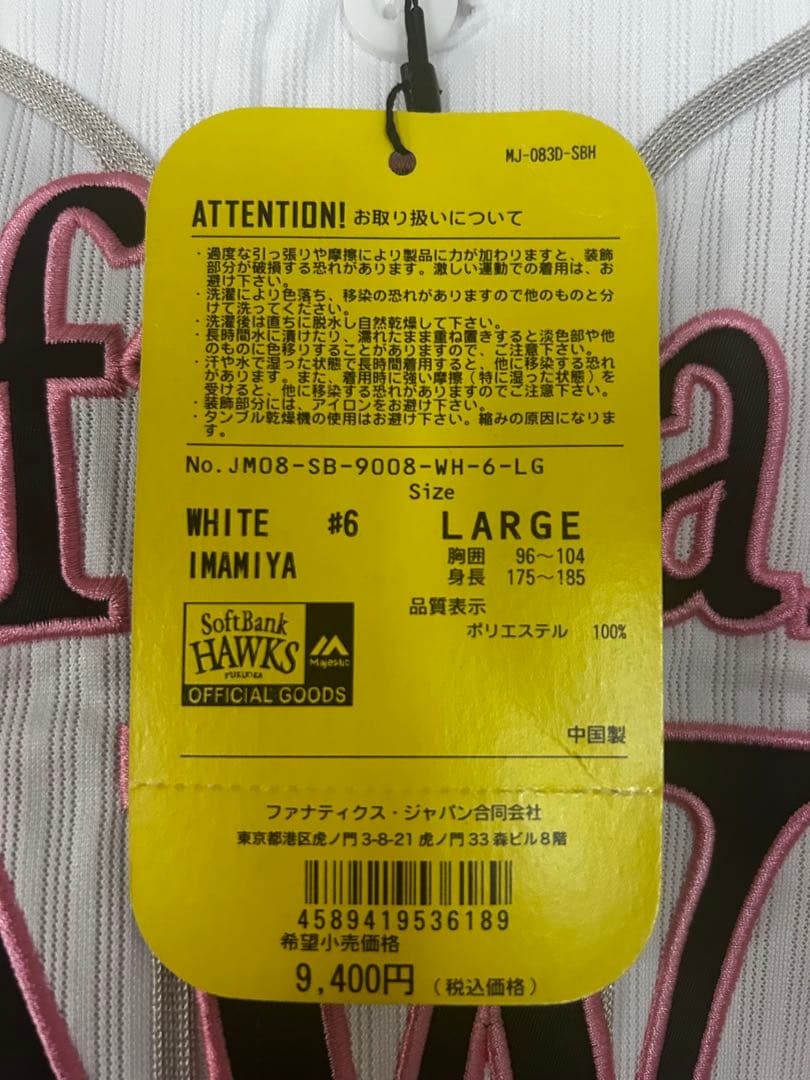 MJ-083D-SBH
ATTENTION! お取り扱いについて
・過度な引っ張りや摩擦により製品に力が加わりますと、装飾
部分が破損する恐れがあります。激しい運動での着用は、お
避け下さい。
・洗濯により色落ち、移染の恐れがありますので他のものと分
けて洗ってください。
・洗濯後は直ちに脱水し自然乾燥して下さい。
・長時間水に漬けたり、濡れたまま重ね置きすると淡色部や他
のものに色移りすることがありますので、ご注意下さい。
・汗や水で湿った状態で長時間着用すると、他に移染する恐れ
があります。また、着用時に強い摩擦（特に湿った状態）を
受けると、他に移染する恐れがありますのでご注意下さい。
・装飾部分には、アイロンをお避け下さい。
・タンブル乾燥機の使用はお避け下さい。縮みの原因になりま
す。
No.JM08-SB-9008-WH-6-LG
Size
WHITE #6 LARGE
IMAMIYA 胸囲 96～104
身長 175～185
品質表示
ポリエステル 100%
SoftBank
HAWKS
FUKUOKA
Majestic
OFFICIAL GOODS
中国製
ファナティクス・ジャパン合同会社
東京都港区虎ノ門 3-8-21 虎ノ門 33 森ビル 8 階
4589419536189
希望小売価格
9,400円 （税込価格）